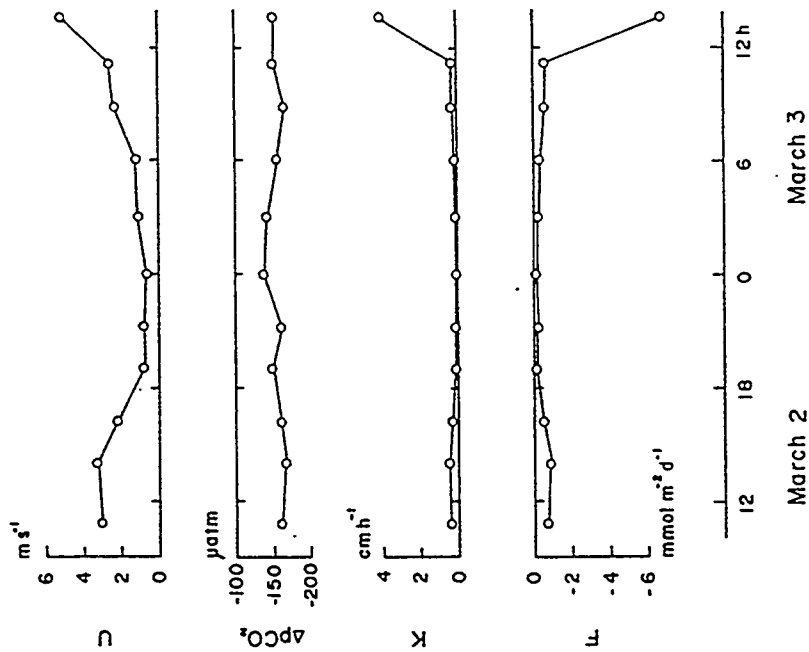 m s⁻¹
6
4
2
0
U
μatm
-100
-150
-200
ΔpCO₂
cm h⁻¹
4
2
0
K
0
-2
-4
-6
mmol m⁻² d⁻¹
F
12 18 0 6 12h
March 2 March 3